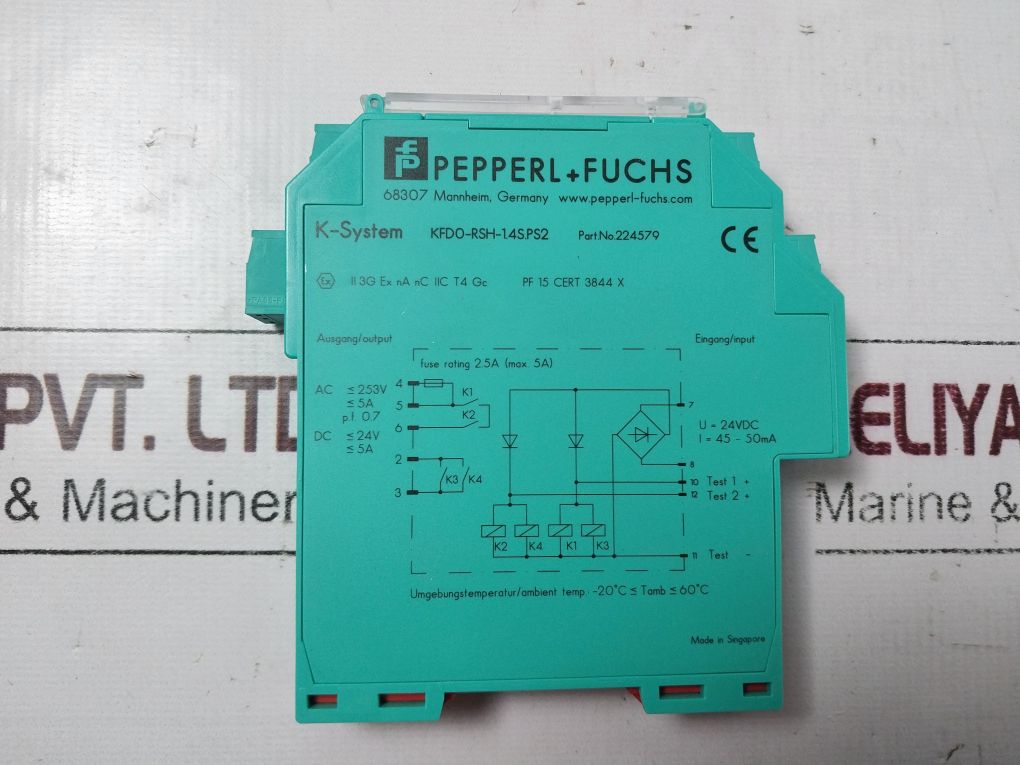 PEPPERL+FUCHS
68307 Mannheim, Germany www.pepperl-fuchs.com
K-System KFD0-RSH-1.4S.PS2 Part.No.224579 CE
Ex II 3G Ex nA nC IIC T4 Gc PF 15 CERT 3844 X
Ausgang/output
Eingang/input
fuse rating 2.5A (max. 5A)
AC ≤ 253V
≤ 5A
p.f. 0.7
DC ≤ 24V
≤ 5A
4
5
6
2
3
K1
K2
K3 K4
7
U = 24VDC
I = 45 - 50mA
8
10 Test 1 +
12 Test 2 +
K2 K4 K1 K3
11 Test -
Umgebungstemperatur/ambient temp. -20°C ≤ Tamb ≤ 60°C
Made in Singapore
PVT. LTD
ELIYA
& Machiner
Marine &